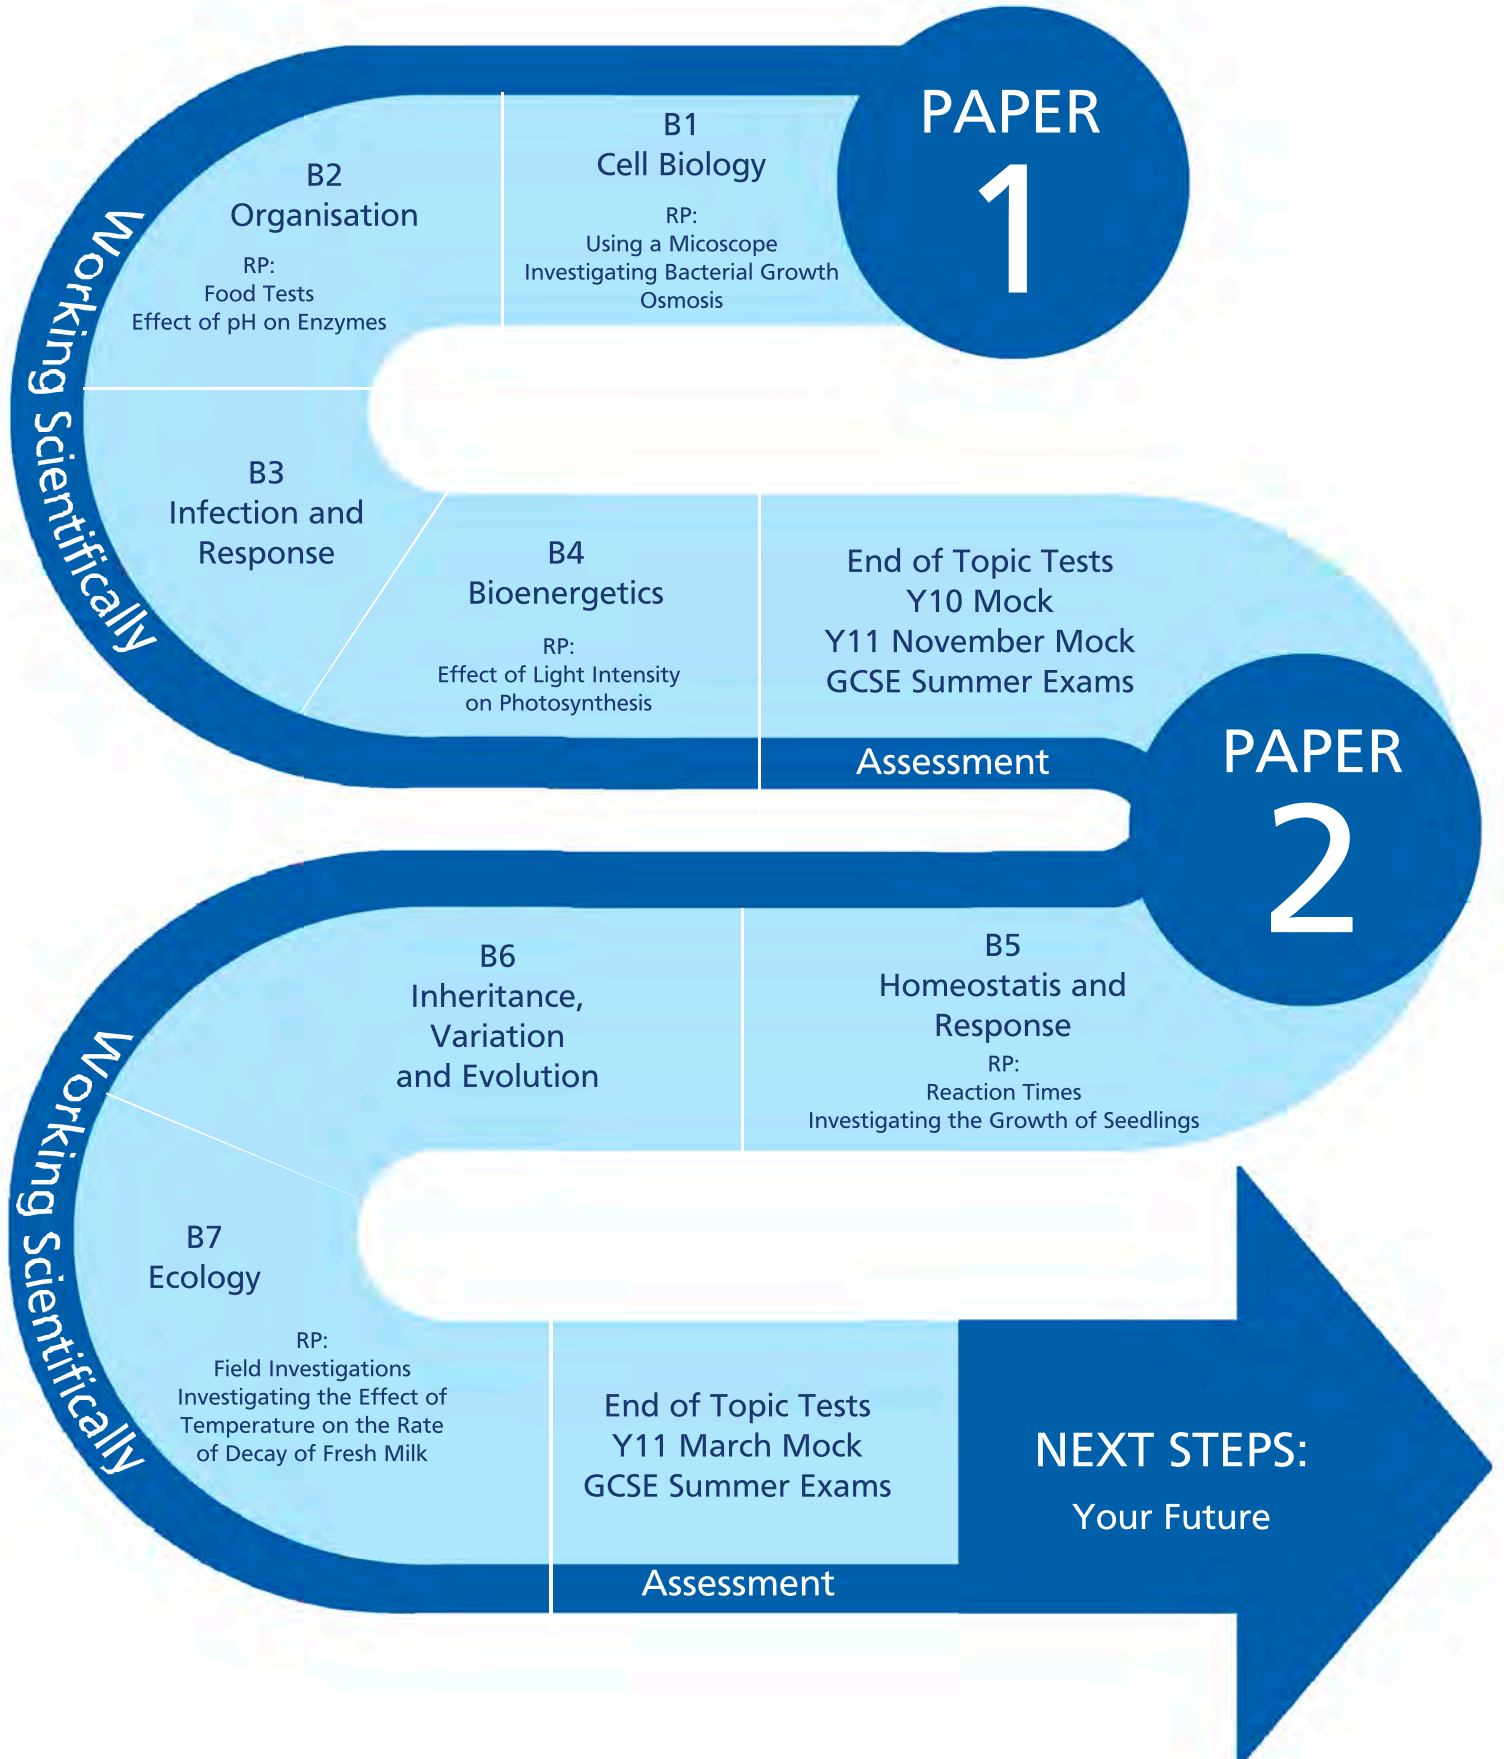 PAPER
1
B1
Cell Biology
RP:
Using a Micoscope
Investigating Bacterial Growth
Osmosis
B2
Organisation
RP:
Food Tests
Effect of pH on Enzymes
Working Scientifically
B3
Infection and
Response
B4
Bioenergetics
RP:
Effect of Light Intensity
on Photosynthesis
End of Topic Tests
Y10 Mock
Y11 November Mock
GCSE Summer Exams
Assessment
PAPER
2
B5
Homeostatis and
Response
RP:
Reaction Times
Investigating the Growth of Seedlings
B6
Inheritance,
Variation
and Evolution
Working Scientifically
B7
Ecology
RP:
Field Investigations
Investigating the Effect of
Temperature on the Rate
of Decay of Fresh Milk
End of Topic Tests
Y11 March Mock
GCSE Summer Exams
Assessment
NEXT STEPS:
Your Future